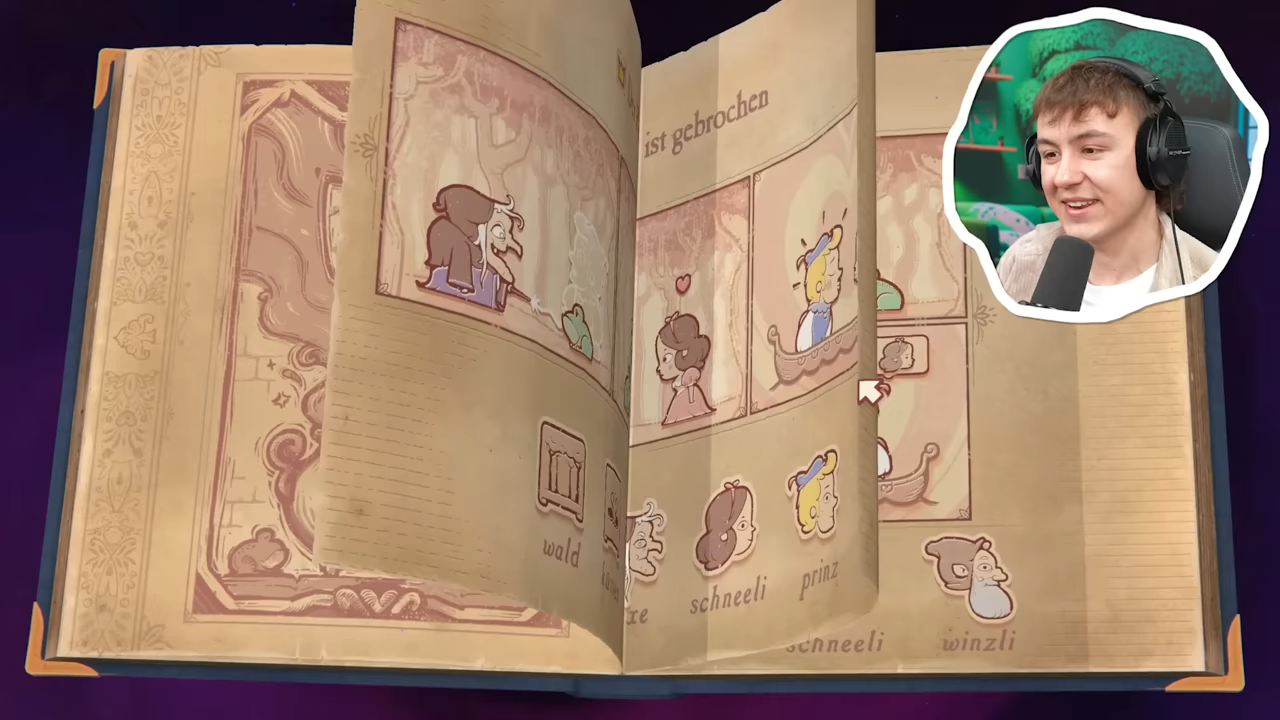 ist gebrochen
wald
schneeli
prinz
schneeli
winzli